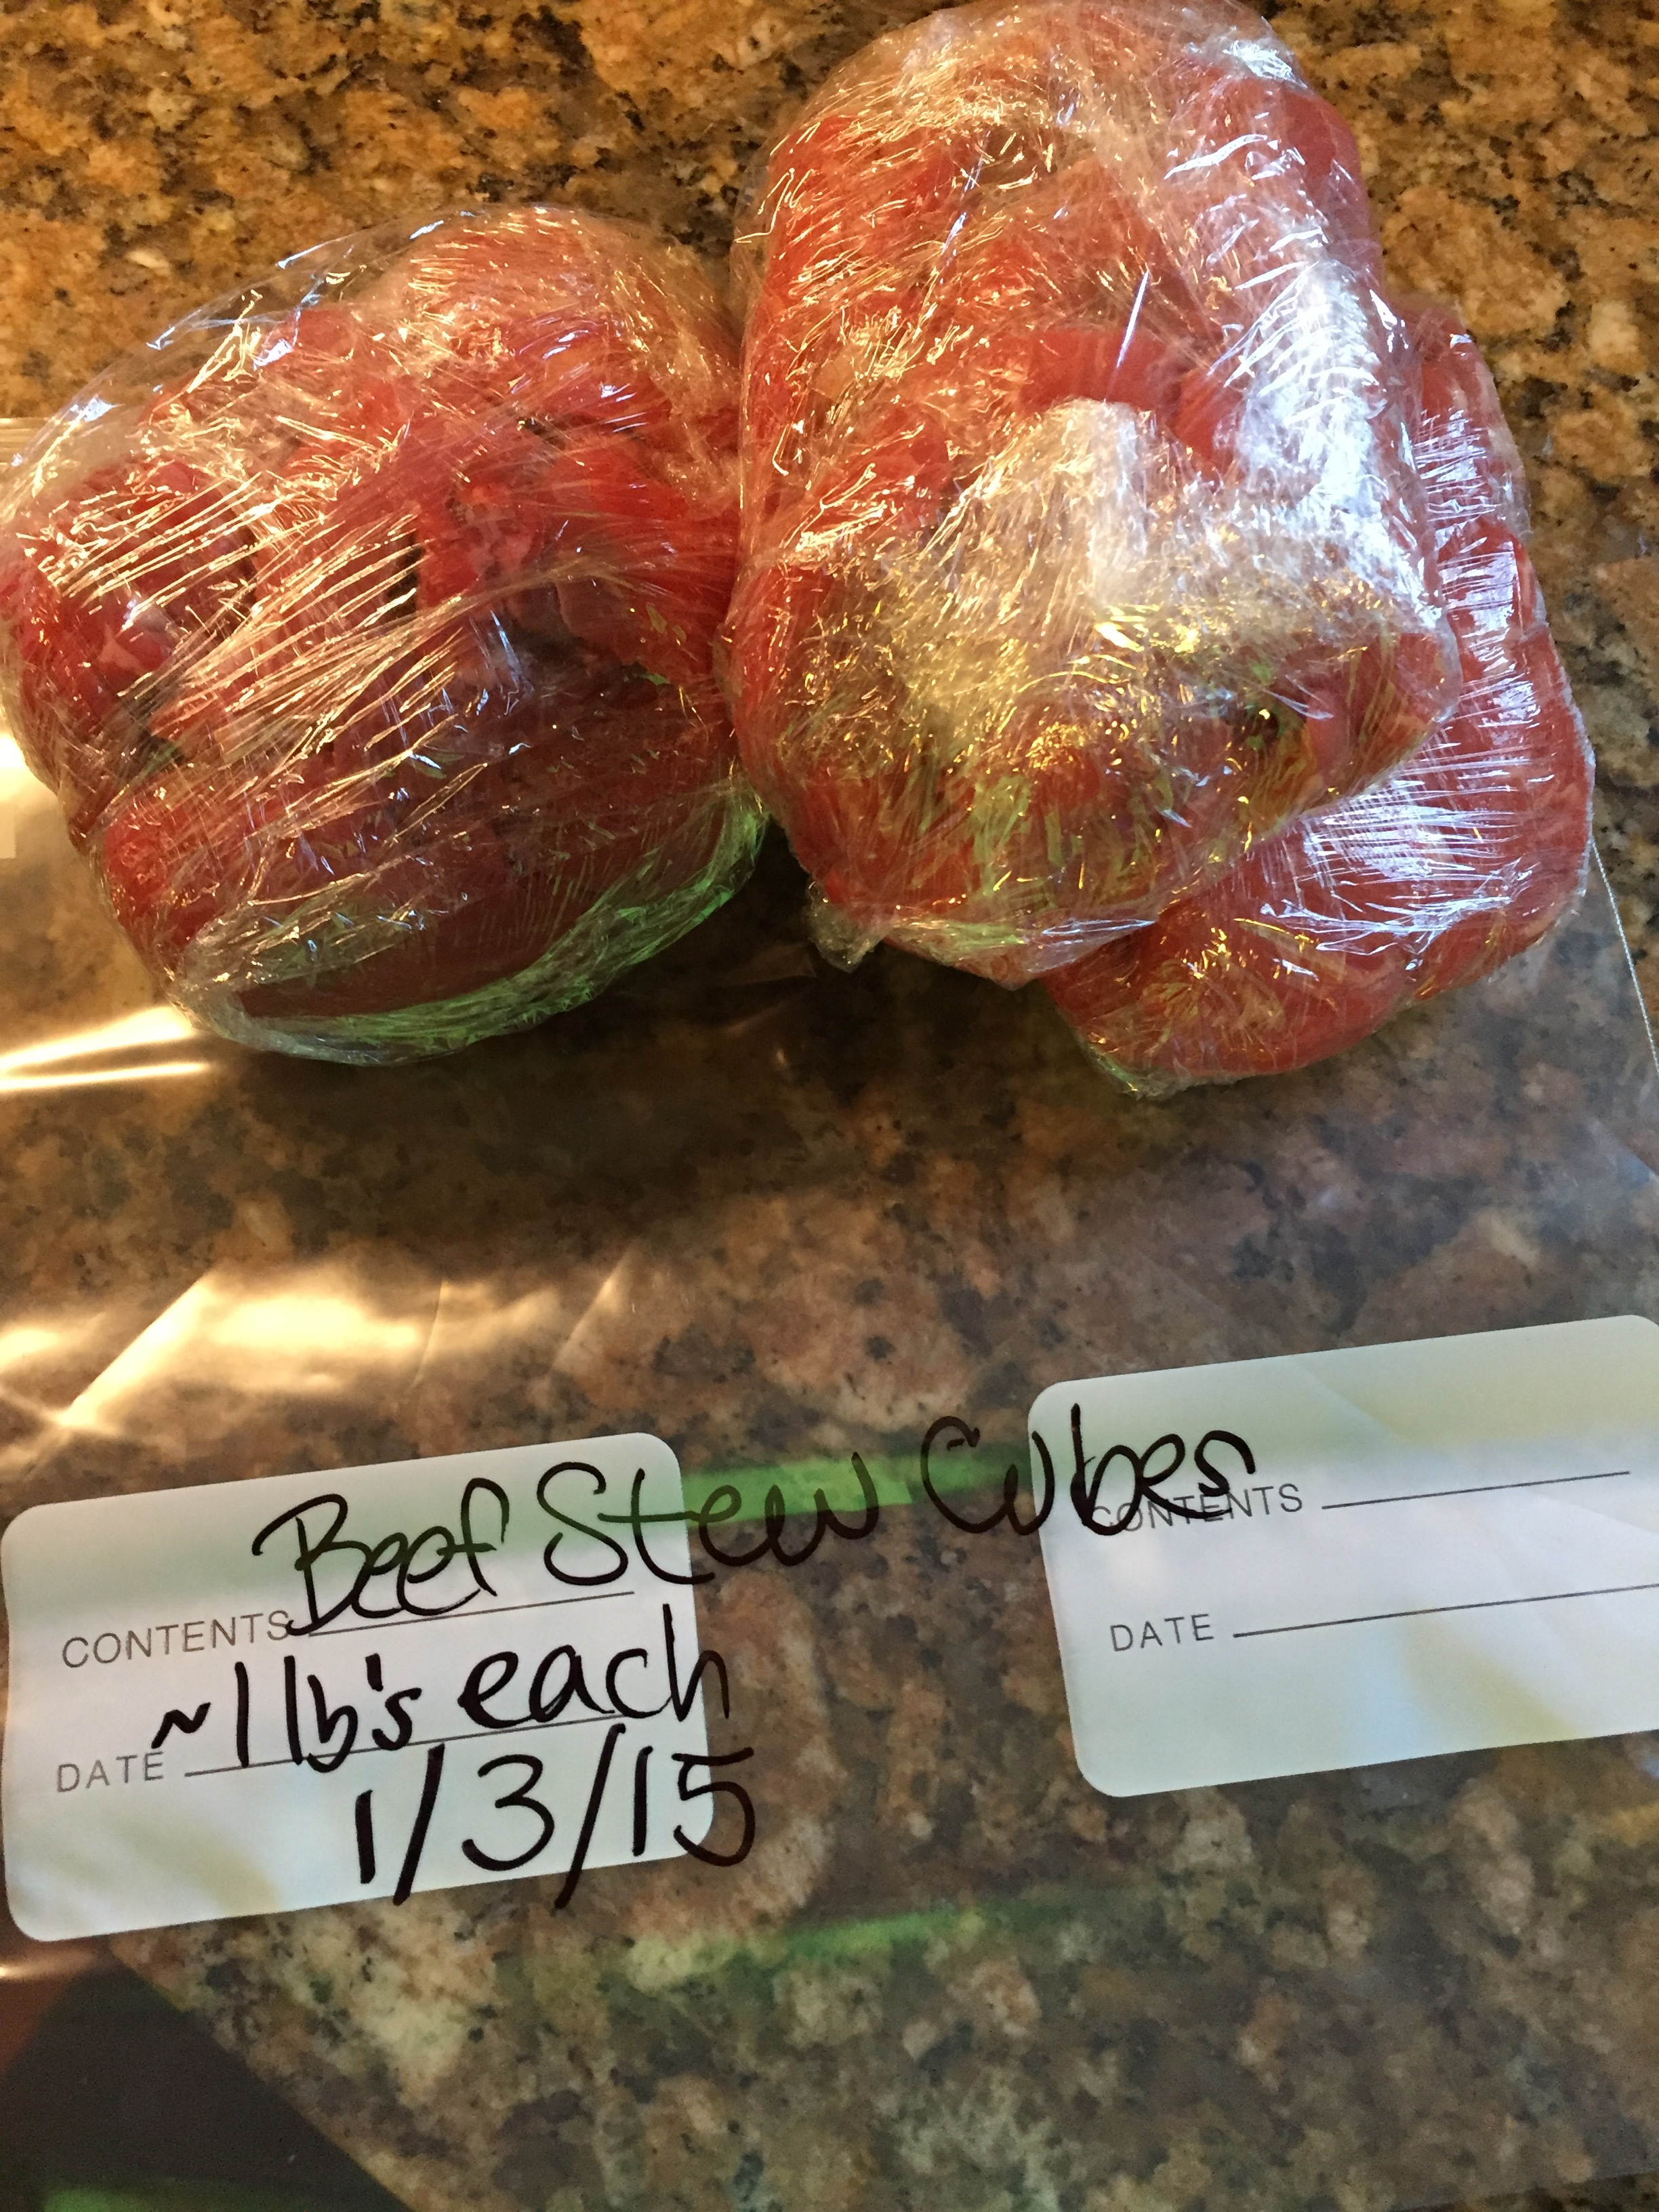 CONTENTS Beef Stew Cubes
~1 lb's each
DATE
1/3/15
CONTENTS
DATE